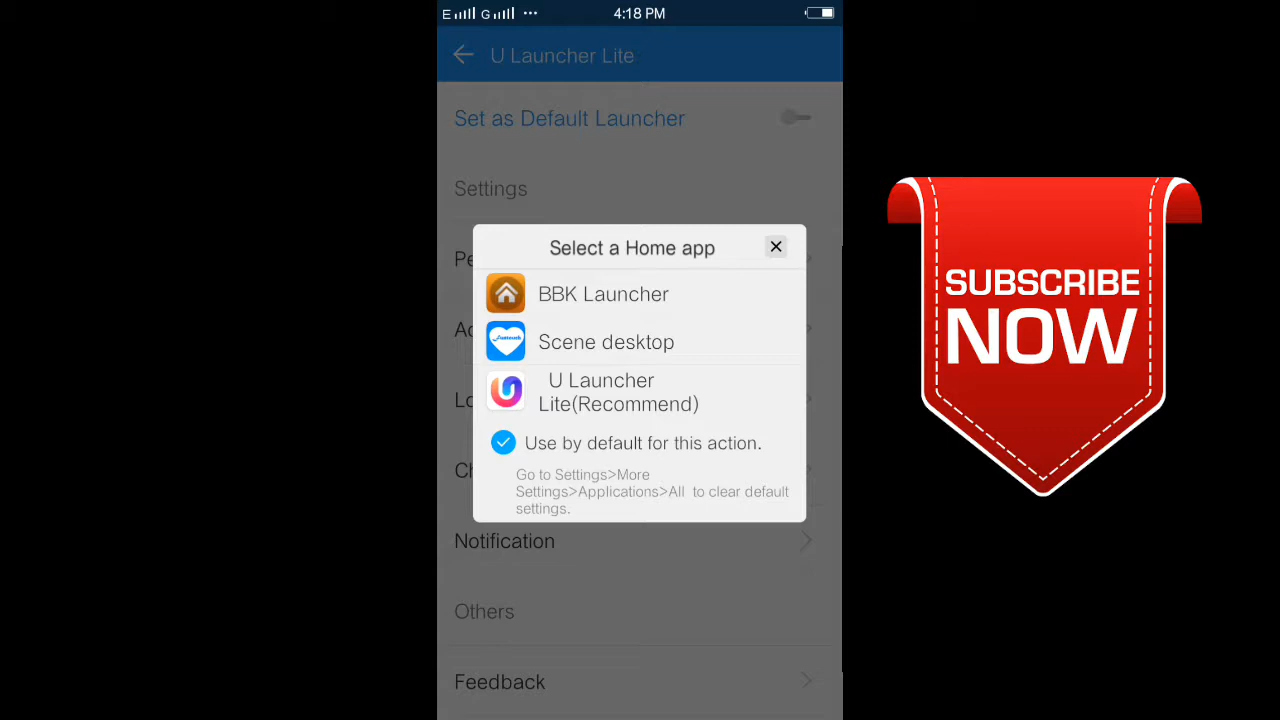 E G ••• 4:18 PM
U Launcher Lite
Set as Default Launcher
Settings
Select a Home app
BBK Launcher
Scene desktop
U Launcher
Lite(Recommend)
Use by default for this action.
Go to Settings>More
Settings>Applications>All to clear default
settings.
Notification
Others
Feedback
SUBSCRIBE
NOW